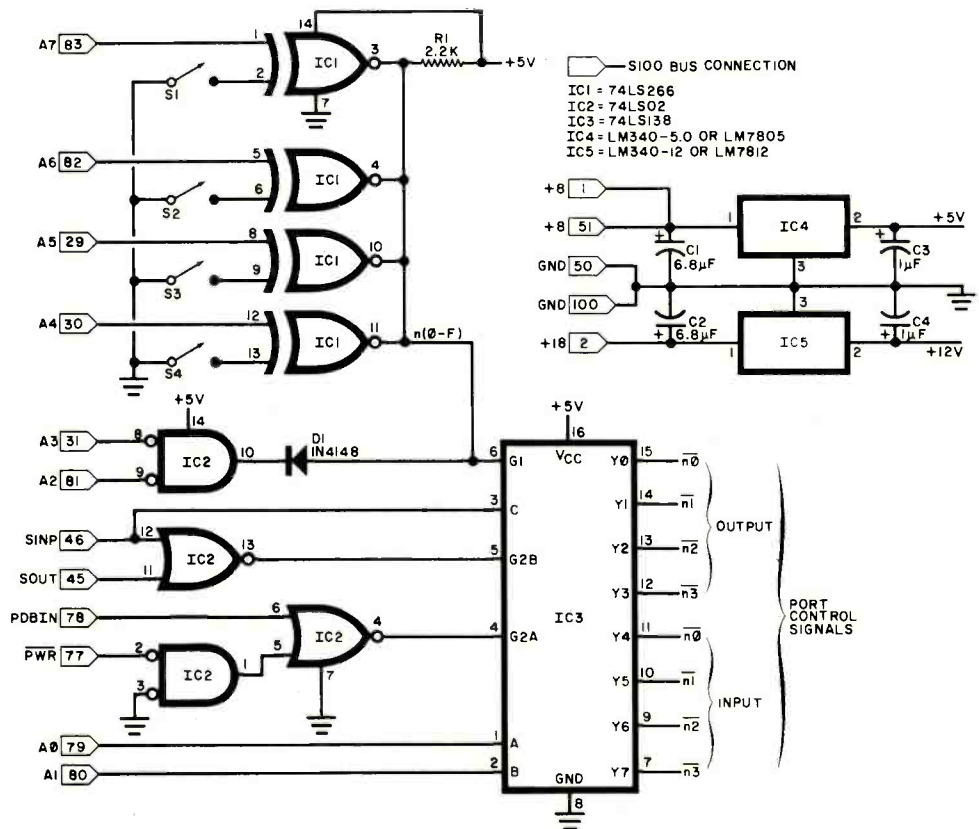 A7 83
1
2
14
IC1
3
7
R1
2.2K
+5V
S1
A6 82
5
6
IC1
4
S2
A5 29
8
9
IC1
10
S3
A4 30
12
13
IC1
11
n(0-F)
S4
+5V
14
A3 31
8
A2 81
9
IC2
10
D1
1N4148
SINP 46
12
SOUT 45
11
IC2
13
PDBIN 78
6
5
IC2
4
7
PWR 77
2
3
IC2
1
A0 79
A1 80
+5V
16
VCC
6 G1
3 C
5 G2B
4 G2A
1 A
2 B
IC3
GND
8
Y0 15 n0
Y1 14 n1
Y2 13 n2
Y3 12 n3
Y4 11 n0
Y5 10 n1
Y6 9 n2
Y7 7 n3
OUTPUT
INPUT
PORT
CONTROL
SIGNALS
S100 BUS CONNECTION
IC1 = 74LS266
IC2 = 74LS02
IC3 = 74LS138
IC4 = LM340-5.0 OR LM7805
IC5 = LM340-12 OR LM7812
+8 1
+8 51
GND 50
GND 100
+18 2
+
C1
6.8μF
C2
+ 6.8μF
1
IC4
2
3
3
1
IC5
2
+
C3
1μF
C4
+ 1μF
+5V
+12V